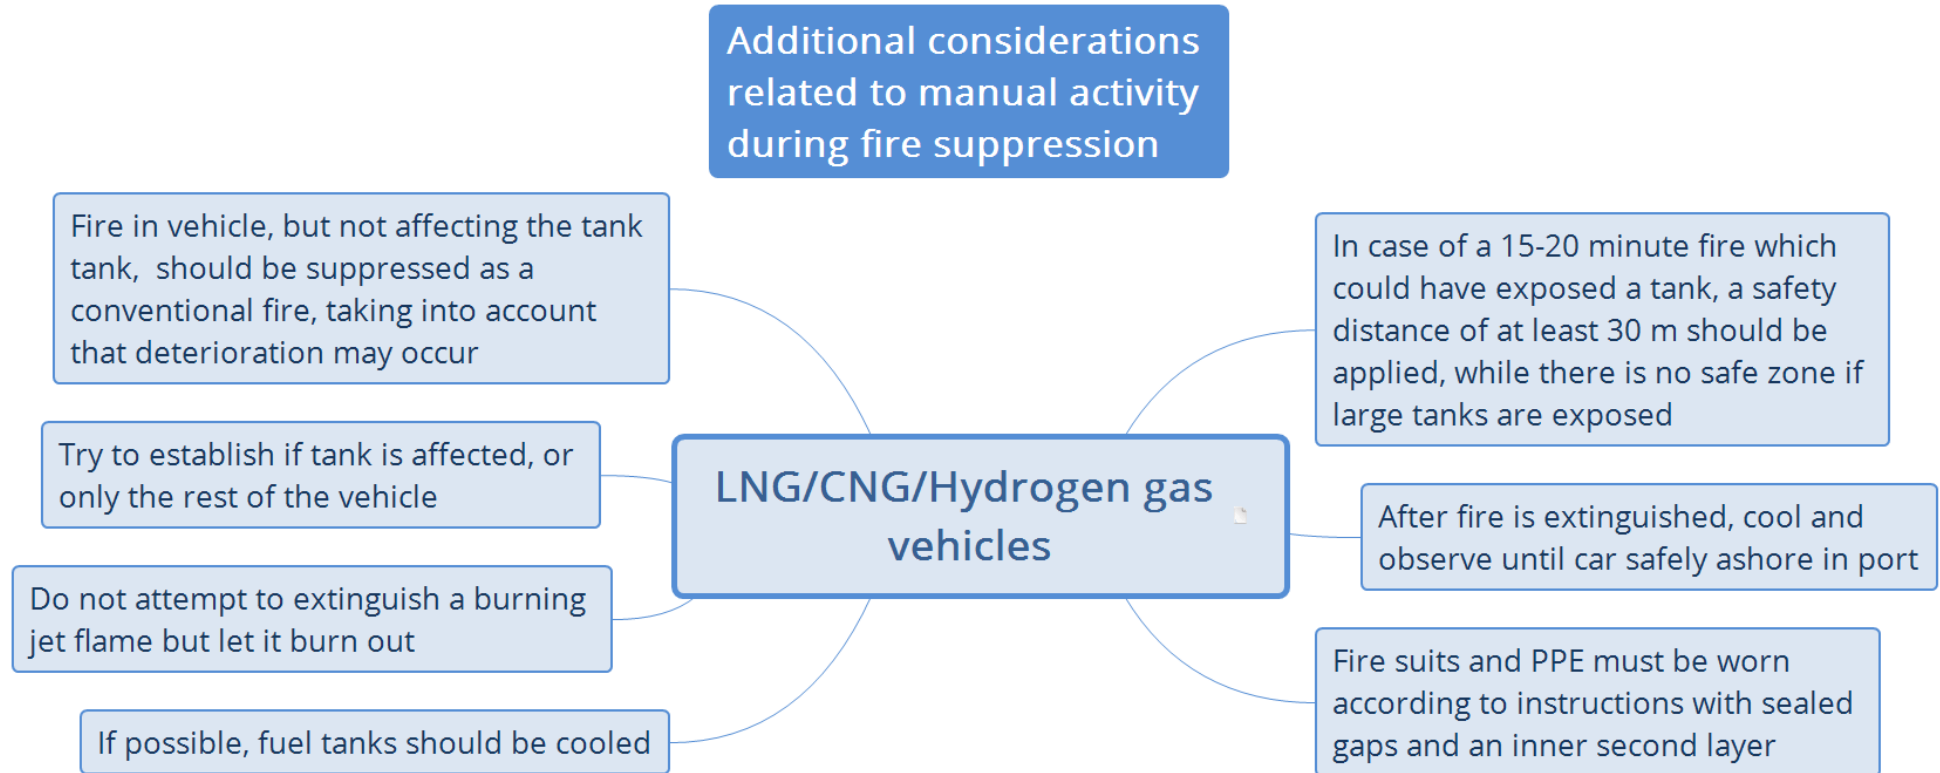 Additional considerations
related to manual activity
during fire suppression
Fire in vehicle, but not affecting the tank
tank,  should be suppressed as a
conventional fire, taking into account
that deterioration may occur
Try to establish if tank is affected, or
only the rest of the vehicle
Do not attempt to extinguish a burning
jet flame but let it burn out
If possible, fuel tanks should be cooled
LNG/CNG/Hydrogen gas
vehicles
In case of a 15-20 minute fire which
could have exposed a tank, a safety
distance of at least 30 m should be
applied, while there is no safe zone if
large tanks are exposed
After fire is extinguished, cool and
observe until car safely ashore in port
Fire suits and PPE must be worn
according to instructions with sealed
gaps and an inner second layer